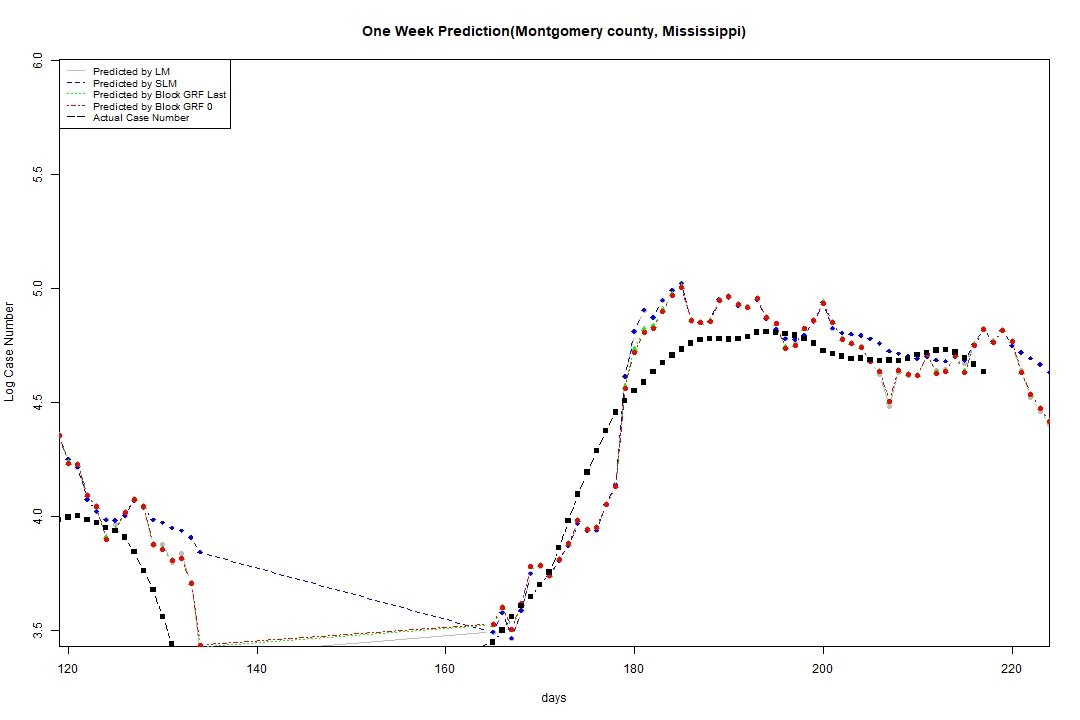 One Week Prediction(Montgomery county, Mississippi)
Predicted by LM
Predicted by SLM
Predicted by Block GRF Last
Predicted by Block GRF 0
Actual Case Number
Log Case Number
6.0
5.5
5.0
4.5
4.0
3.5
120 140 160 180 200 220
days